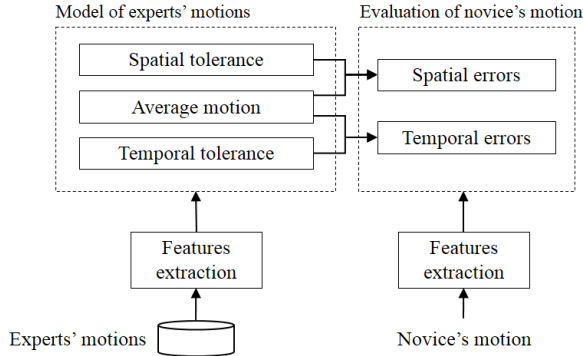 Model of experts' motions
Evaluation of novice's motion
Spatial tolerance
Average motion
Temporal tolerance
Spatial errors
Temporal errors
Features
extraction
Features
extraction
Experts' motions
Novice's motion